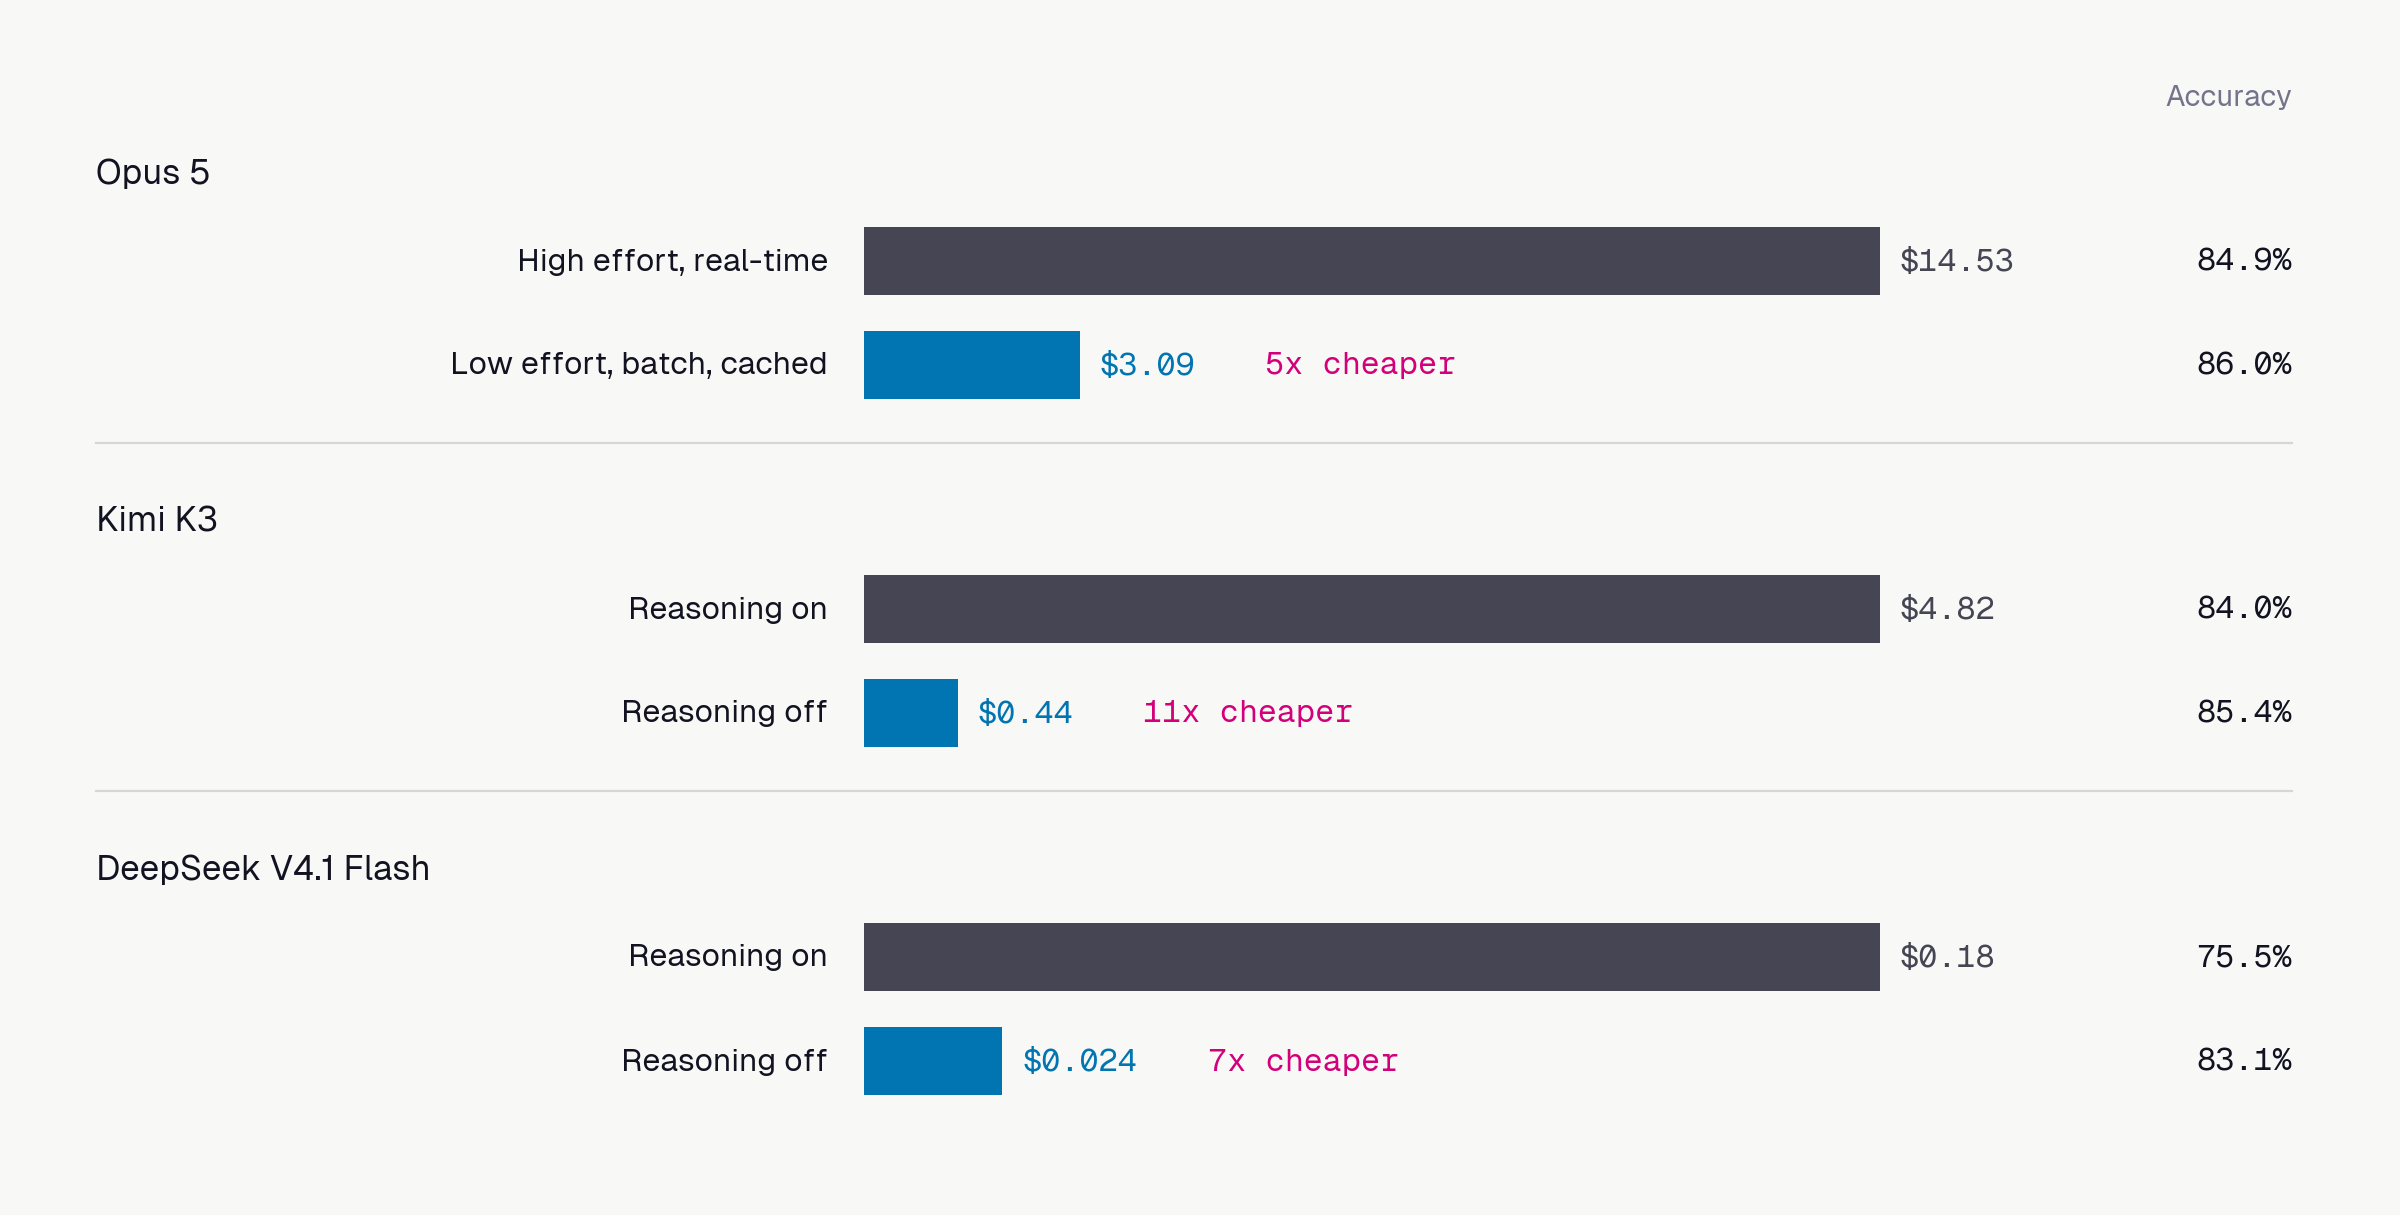 Accuracy
Opus 5
High effort, real-time $14.53 84.9%
Low effort, batch, cached $3.09 5x cheaper 86.0%
Kimi K3
Reasoning on $4.82 84.0%
Reasoning off $0.44 11x cheaper 85.4%
DeepSeek V4.1 Flash
Reasoning on $0.18 75.5%
Reasoning off $0.024 7x cheaper 83.1%